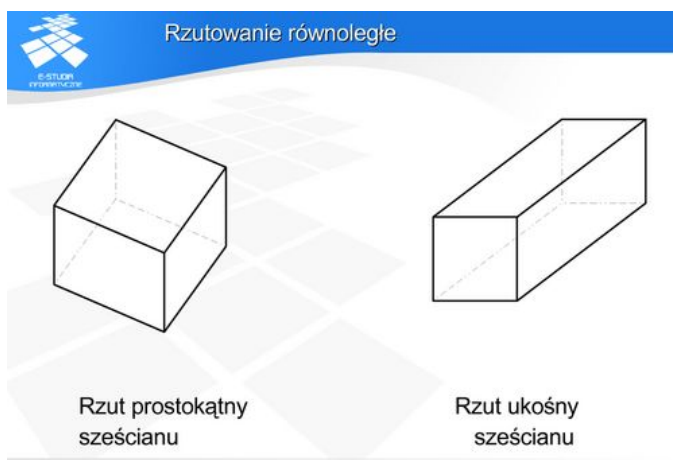 Rzutowanie równoległe
E-STUDIA
INFORMATYCZNE
Rzut prostokątny
sześcianu
Rzut ukośny
sześcianu